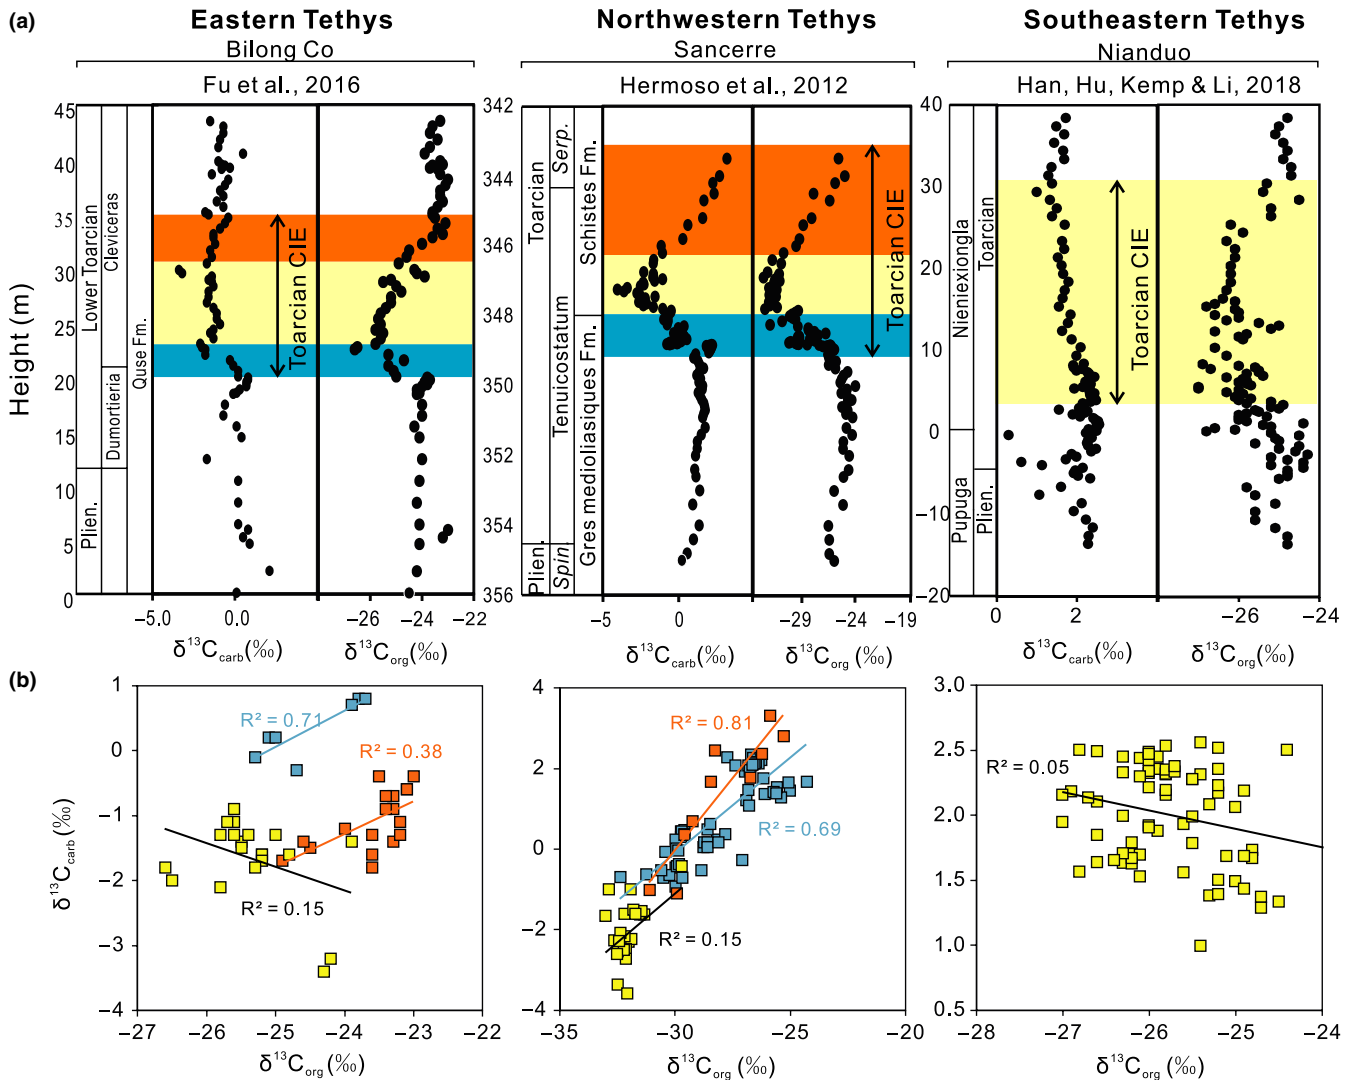 (a)
Eastern Tethys
Northwestern Tethys
Southeastern Tethys
Bilong Co
Sancerre
Nianduo
Fu et al., 2016
Hermoso et al., 2012
Han, Hu, Kemp & Li, 2018
Height (m)
45
40
35
30
25
20
15
10
5
0
Lower Toarcian
Plien.
Cleviceras
Dumortieria
Quse Fm.
Toarcian CIE
−5.0
0.0
−26
−24
−22
δ¹³Ccarb(‰)
δ¹³Corg(‰)
342
344
346
348
350
352
354
356
Toarcian
Plien.
Serp.
Tenuicostatum
Spin.
Schistes Fm.
Gres medioliasiques Fm.
Toarcian CIE
−5
0
−29
−24
−19
δ¹³Ccarb(‰)
δ¹³Corg(‰)
40
30
20
10
0
−10
−20
Nieniexiongla
Pupuga
Toarcian
Plien.
Toarcian CIE
0
2
−26
−24
δ¹³Ccarb(‰)
δ¹³Corg(‰)
(b)
δ¹³Ccarb(‰)
1
0
−1
−2
−3
−4
R² = 0.71
R² = 0.38
R² = 0.15
−27
−26
−25
−24
−23
−22
δ¹³Corg(‰)
4
2
0
−2
−4
R² = 0.81
R² = 0.69
R² = 0.15
−35
−30
−25
−20
δ¹³Corg(‰)
3.0
2.5
2.0
1.5
1.0
0.5
R² = 0.05
−28
−27
−26
−25
−24
δ¹³Corg(‰)